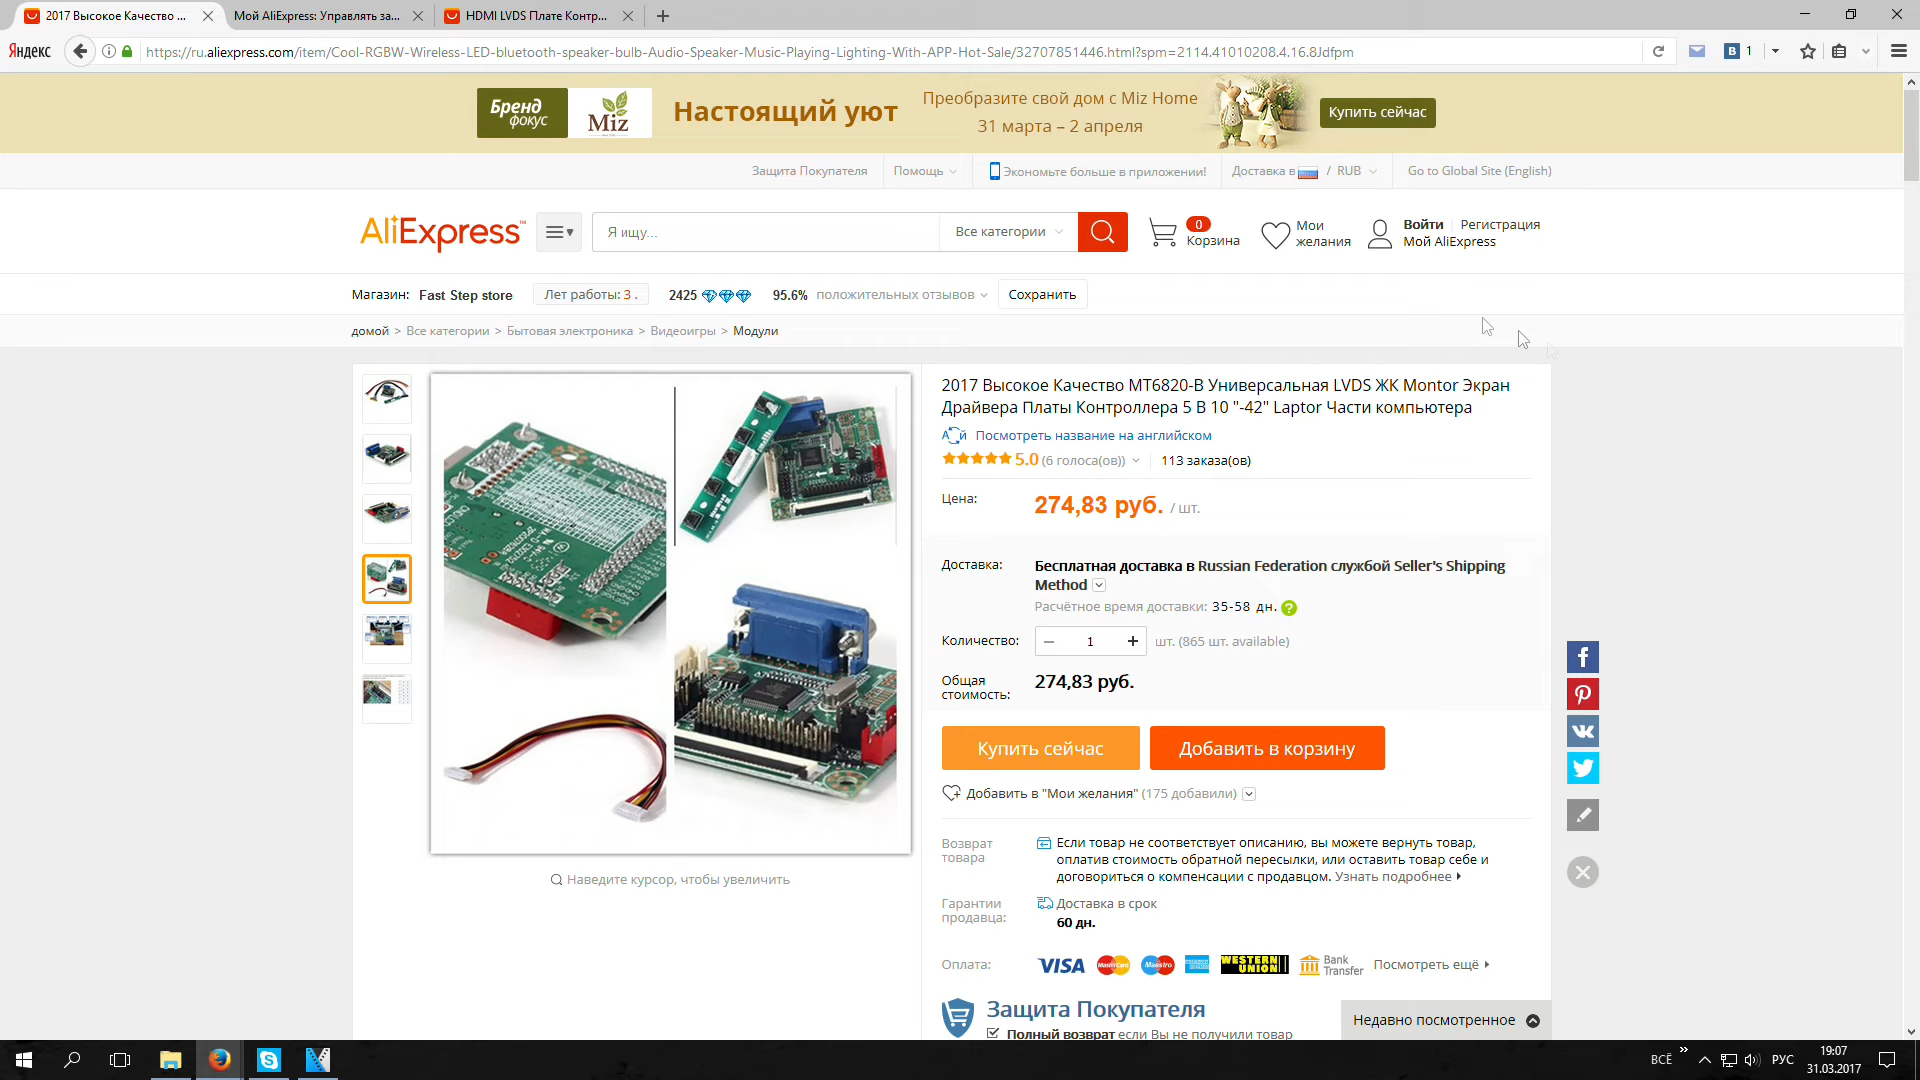 2017 Высокое Качество ...
Мой AliExpress: Управлять за...
HDMI LVDS Плате Контр...
Яндекс
https://ru.aliexpress.com/item/Cool-RGBW-Wireless-LED-bluetooth-speaker-bulb-Audio-Speaker-Music-Playing-Lighting-With-APP-Hot-Sale/32707851446.html?spm=2114.41010208.4.16.8Jdfpm
В 1
Бренд фокус
Miz
Настоящий уют
Преобразите свой дом с Miz Home
31 марта – 2 апреля
Купить сейчас
Защита Покупателя
Помощь
Экономьте больше в приложении!
Доставка в / RUB
Go to Global Site (English)
AliExpress™
Я ищу...
Все категории
0
Корзина
Мои желания
Войти | Регистрация
Мой AliExpress
Магазин: Fast Step store
Лет работы: 3 .
2425
95.6% положительных отзывов
Сохранить
домой > Все категории > Бытовая электроника > Видеоигры > Модули
2017 Высокое Качество MT6820-B Универсальная LVDS ЖК Montor Экран
Драйвера Платы Контроллера 5 В 10 "-42" Laptor Части компьютера
Посмотреть название на английском
5.0 (6 голоса(ов)) 113 заказа(ов)
Цена: 274,83 руб. / шт.
Доставка: Бесплатная доставка в Russian Federation службой Seller's Shipping
Method
Расчётное время доставки: 35-58 дн. ?
Количество: − 1 + шт. (865 шт. available)
Общая стоимость: 274,83 руб.
Купить сейчас
Добавить в корзину
Добавить в "Мои желания" (175 добавили)
Наведите курсор, чтобы увеличить
Возврат товара
Если товар не соответствует описанию, вы можете вернуть товар,
оплатив стоимость обратной пересылки, или оставить товар себе и
договориться о компенсации с продавцом. Узнать подробнее
Гарантии продавца:
Доставка в срок
60 дн.
Оплата: VISA MasterCard Maestro WESTERN UNION Bank Transfer Посмотреть ещё
Защита Покупателя
Полный возврат если Вы не получили товар
Недавно посмотренное
ВСЁ
РУС
19:07
31.03.2017